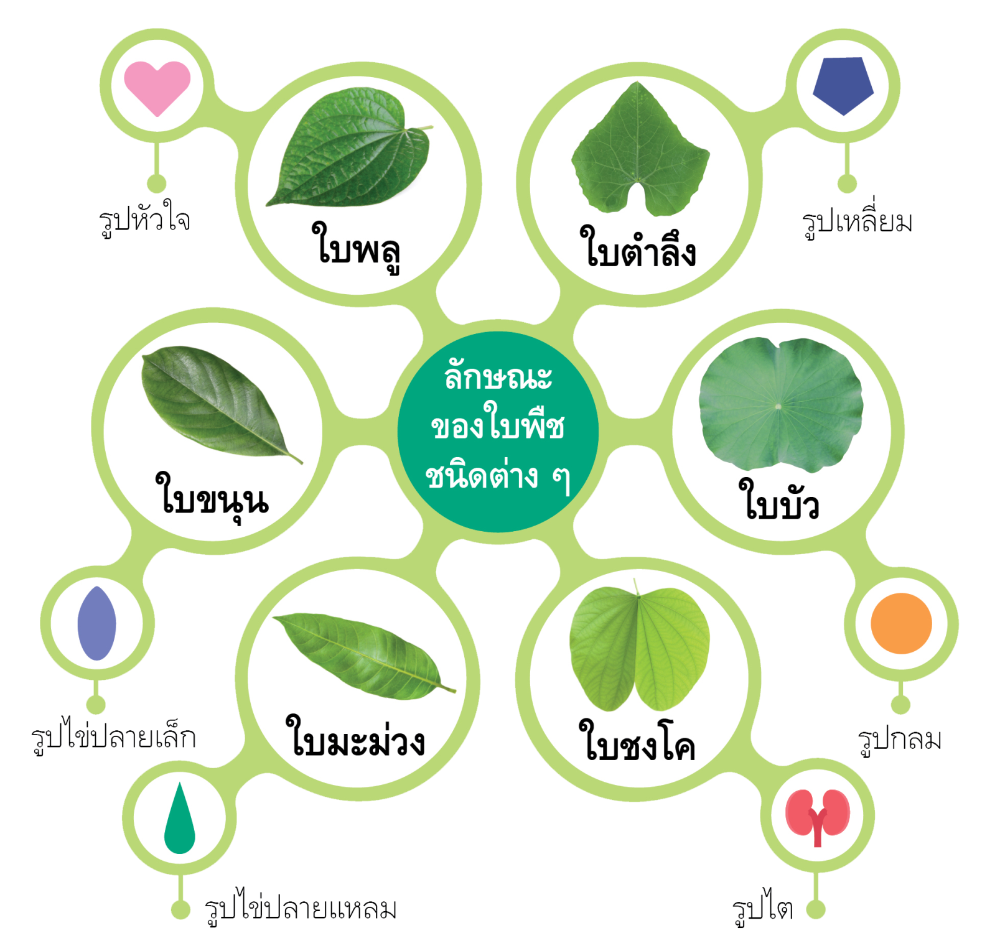 รูปหัวใจ
ใบพลู
ใบตำลึง
รูปเหลี่ยม
ใบขนุน
ลักษณะ
ของใบพืช
ชนิดต่าง ๆ
ใบบัว
รูปไข่ปลายเล็ก
ใบมะม่วง
ใบชงโค
รูปกลม
รูปไข่ปลายแหลม
รูปไต